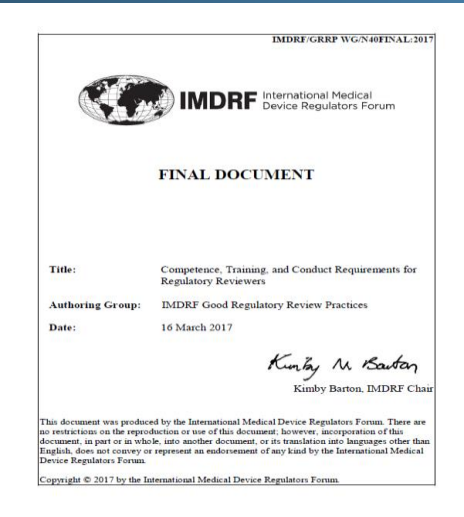 IMDRF/GRRP WG/N40FINAL:2017
IMDRF International Medical
Device Regulators Forum
FINAL DOCUMENT
Title: Competence, Training, and Conduct Requirements for
Regulatory Reviewers
Authoring Group: IMDRF Good Regulatory Review Practices
Date: 16 March 2017
Kimby M Barton
Kimby Barton, IMDRF Chair
This document was produced by the International Medical Device Regulators Forum. There are
no restrictions on the reproduction or use of this document; however, incorporation of this
document, in part or in whole, into another document, or its translation into languages other than
English, does not convey or represent an endorsement of any kind by the International Medical
Device Regulators Forum.
Copyright © 2017 by the International Medical Device Regulators Forum.